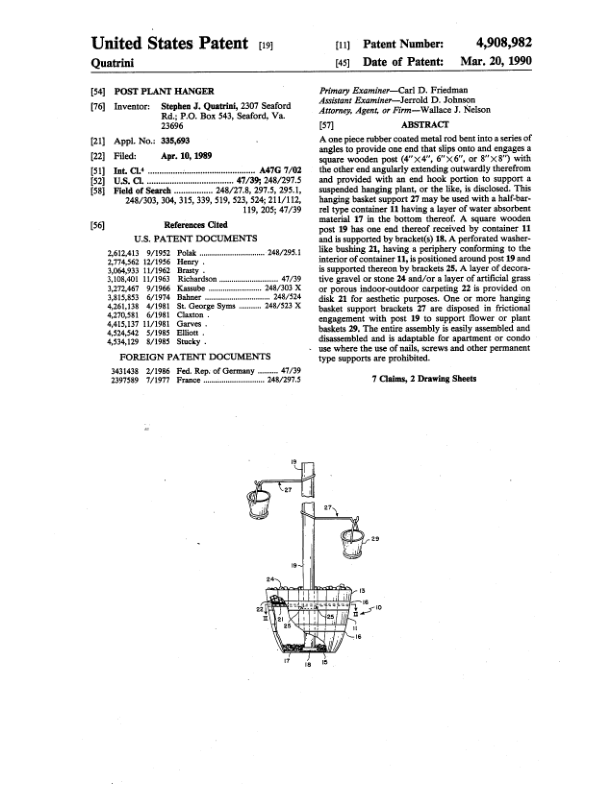 United States Patent [19]
Quatrini
[11] Patent Number: 4,908,982
[45] Date of Patent: Mar. 20, 1990
[54] POST PLANT HANGER
[76] Inventor: Stephen J. Quatrini, 2307 Seaford
Rd.; P.O. Box 543, Seaford, Va.
23696
[21] Appl. No.: 335,693
[22] Filed: Apr. 10, 1989
[51] Int. Cl.⁴ .................................... A47G 7/02
[52] U.S. Cl. .................................. 47/39; 248/297.5
[58] Field of Search ............... 248/27.8, 297.5, 295.1,
248/303, 304, 315, 339, 519, 523, 524; 211/112,
119, 205; 47/39
[56] References Cited
U.S. PATENT DOCUMENTS
2,612,413 9/1952 Polak ........................... 248/295.1
2,774,562 12/1956 Henry .
3,064,933 11/1962 Brasty .
3,108,401 11/1963 Richardson ........................ 47/39
3,272,467 9/1966 Kassube ...................... 248/303 X
3,815,853 6/1974 Bahner ........................... 248/524
4,261,138 4/1981 St. George Syms ......... 248/523 X
4,270,581 6/1981 Claxton .
4,415,137 11/1981 Garves .
4,524,542 5/1985 Elliott .
4,534,129 8/1985 Stucky .
FOREIGN PATENT DOCUMENTS
3431438 2/1986 Fed. Rep. of Germany ......... 47/39
2397589 7/1977 France ........................... 248/297.5
Primary Examiner—Carl D. Friedman
Assistant Examiner—Jerrold D. Johnson
Attorney, Agent, or Firm—Wallace J. Nelson
[57] ABSTRACT
A one piece rubber coated metal rod bent into a series of
angles to provide one end that slips onto and engages a
square wooden post (4"×4", 6"×6", or 8"×8") with
the other end angularly extending outwardly therefrom
and provided with an end hook portion to support a
suspended hanging plant, or the like, is disclosed. This
hanging basket support 27 may be used with a half-bar-
rel type container 11 having a layer of water absorbent
material 17 in the bottom thereof. A square wooden
post 19 has one end thereof received by container 11
and is supported by bracket(s) 18. A perforated washer-
like bushing 21, having a periphery conforming to the
interior of container 11, is positioned around post 19 and
is supported thereon by brackets 25. A layer of decora-
tive gravel or stone 24 and/or a layer of artificial grass
or porous indoor-outdoor carpeting 22 is provided on
disk 21 for aesthetic purposes. One or more hanging
basket support brackets 27 are disposed in frictional
engagement with post 19 to support flower or plant
baskets 29. The entire assembly is easily assembled and
disassembled and is adaptable for apartment or condo
use where the use of nails, screws and other permanent
type supports are prohibited.
7 Claims, 2 Drawing Sheets
19
27
27
29
19
24
13
16
22
10
II
II
21
25
25
11
16
17
18
15